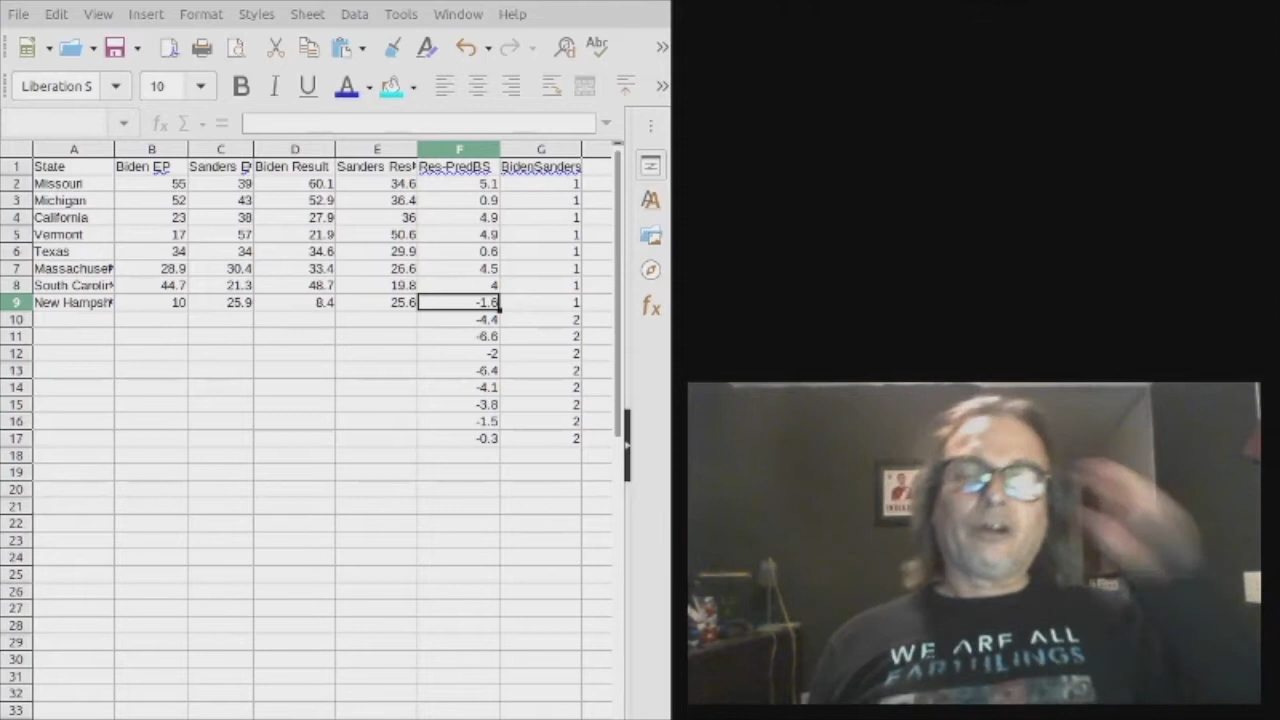 File Edit View Insert Format Styles Sheet Data Tools Window Help
Abc
Liberation S 10 B I U A
fx Σ =
A B C D E F G
1 State Biden EP Sanders E Biden Result Sanders Res Res-PredBS BidenSanders
2 Missouri 55 39 60.1 34.6 5.1 1
3 Michigan 52 43 52.9 36.4 0.9 1
4 California 23 38 27.9 36 4.9 1
5 Vermont 17 57 21.9 50.6 4.9 1
6 Texas 34 34 34.6 29.9 0.6 1
7 Massachuset 28.9 30.4 33.4 26.6 4.5 1
8 South Carolin 44.7 21.3 48.7 19.8 4 1
9 New Hampsh 10 25.9 8.4 25.6 -1.6 1
10 -4.4 2
11 -6.6 2
12 -2 2
13 -6.4 2
14 -4.1 2
15 -3.8 2
16 -1.5 2
17 -0.3 2
18
19
20
21
22
23
24
25
26
27
28
29
30
31
32
33
fx
WE ARE ALL
EARTHLINGS